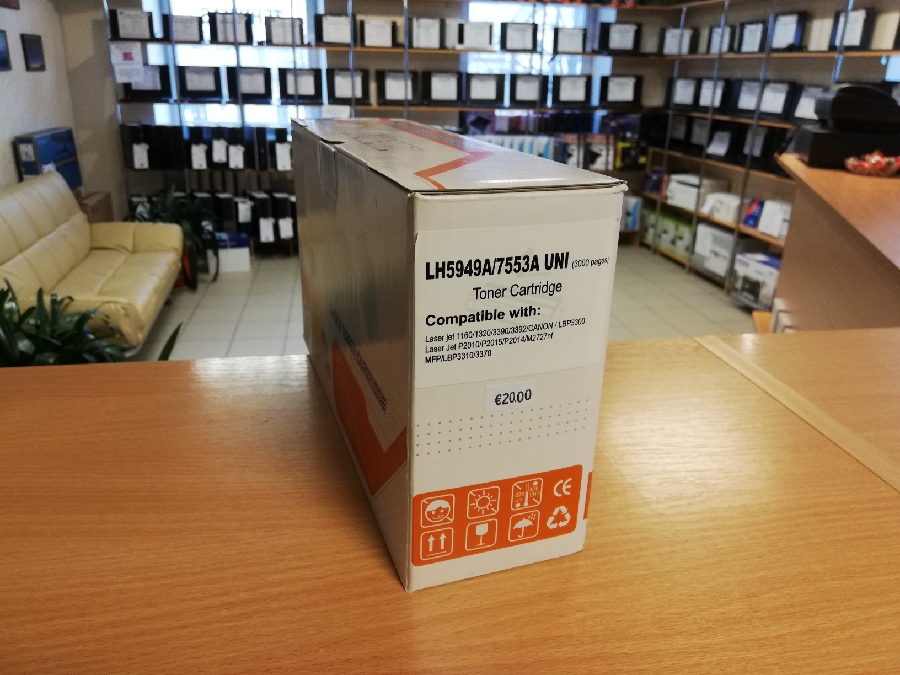 LH5949A/7553A UNI (3000 pages)
Toner Cartridge
Compatible with:
Laser jet 1160/1320/3390/3392/CANON / LBP3300
Laser Jet P2010/P2015/P2014/M2727nf
MFP/LBP3310/3370
€20.00
CE